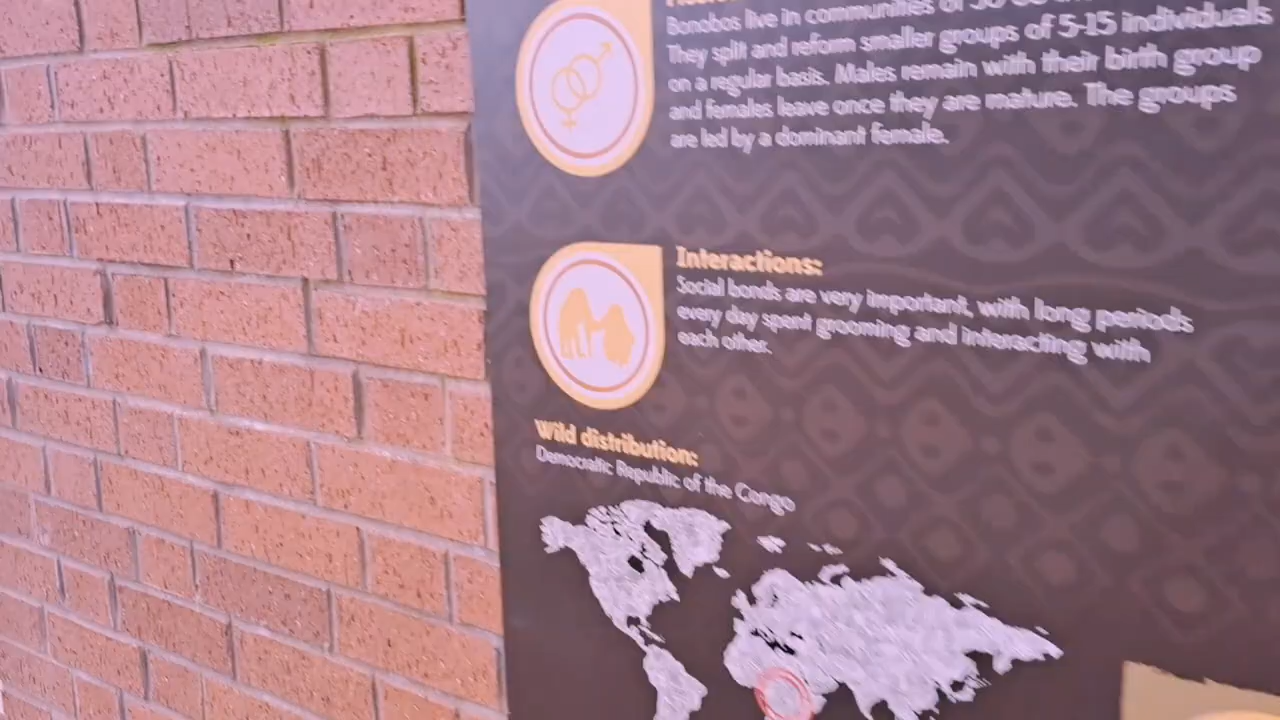 Bonobos live in communities of
They split and reform smaller groups of 5-15 individuals
on a regular basis. Males remain with their birth group
and females leave once they are mature. The groups
are led by a dominant female.
Interactions:
Social bonds are very important, with long periods
every day spent grooming and interacting with
each other.
Wild distribution:
Democratic Republic of the Congo